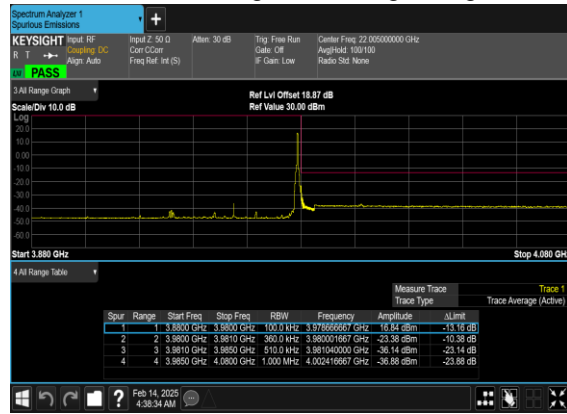 Spectrum Analyzer 1
Spurious Emissions
+
KEYSIGHT Input: RF Input Z: 50 Ω Atten: 30 dB Trig: Free Run Center Freq: 22.005000000 GHz
R T Coupling: DC Corr CCorr Gate: Off Avg|Hold: 100/100
Align: Auto Freq Ref: Int (S) IF Gain: Low Radio Std: None
PASS
3 All Range Graph
Ref Lvl Offset 18.87 dB
Scale/Div 10.0 dB Ref Value 30.00 dBm
Log
20.0
10.0
0.00
-10.0
-20.0
-30.0
-40.0
-50.0
-60.0
Start 3.880 GHz Stop 4.080 GHz
4 All Range Table
Measure Trace Trace 1
Trace Type Trace Average (Active)
Spur Range Start Freq Stop Freq RBW Frequency Amplitude ΔLimit
1 1 3.8800 GHz 3.9800 GHz 100.0 kHz 3.978666667 GHz 16.84 dBm -13.16 dB
2 2 3.9800 GHz 3.9810 GHz 360.0 kHz 3.980001667 GHz -23.38 dBm -10.38 dB
3 3 3.9810 GHz 3.9850 GHz 510.0 kHz 3.981040000 GHz -36.14 dBm -23.14 dB
4 4 3.9850 GHz 4.0800 GHz 1.000 MHz 4.002416667 GHz -36.88 dBm -23.88 dB
? Feb 14, 2025
4:38:34 AM